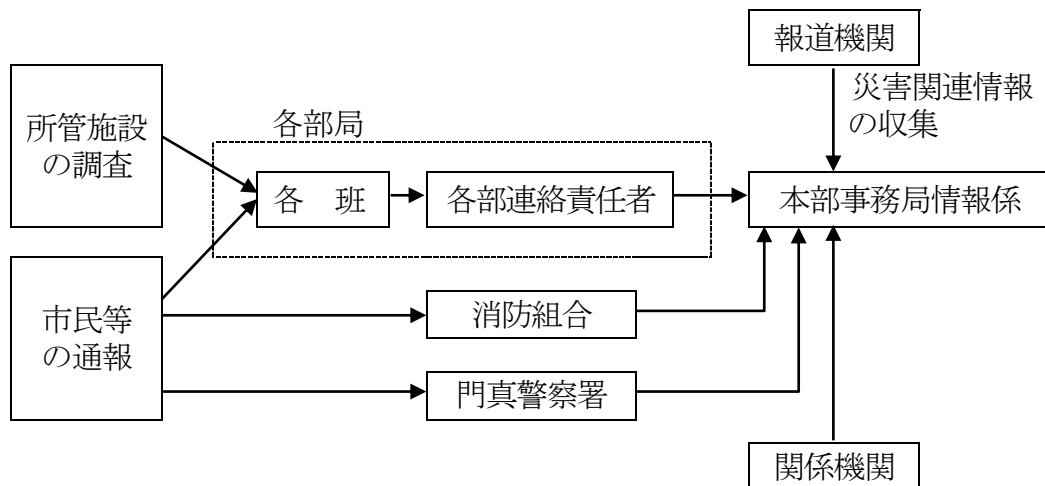 報道機関
災害関連情報
の収集
所管施設
の調査
各部局
各　班
各部連絡責任者
本部事務局情報係
市民等
の通報
消防組合
門真警察署
関係機関